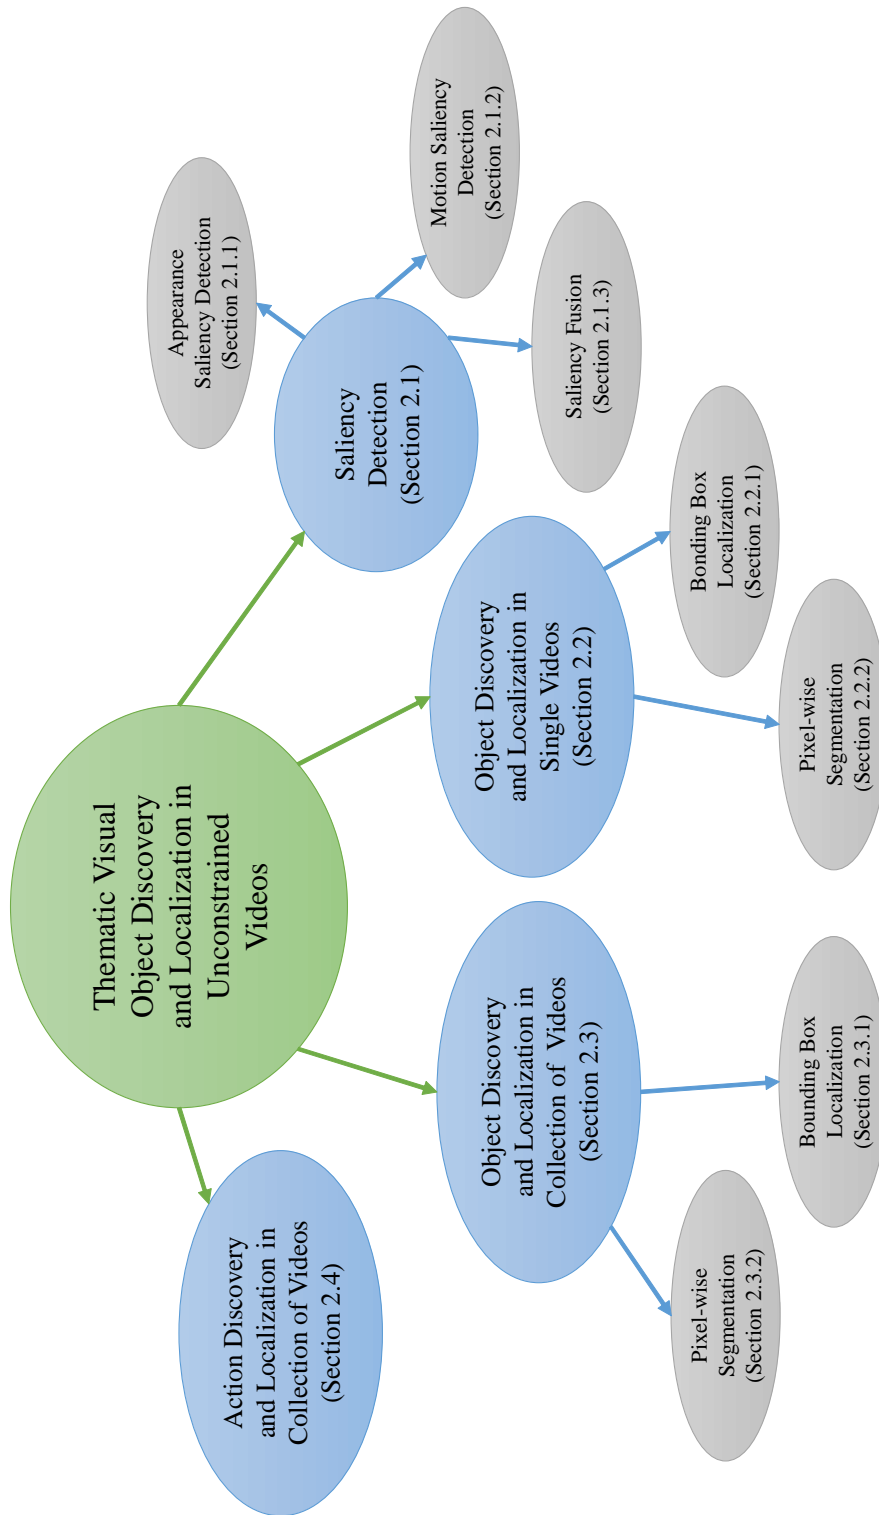 Thematic Visual
Object Discovery
and Localization in
Unconstrained
Videos
Action Discovery
and Localization in
Collection of Videos
(Section 2.4)
Object Discovery
and Localization in
Collection of Videos
(Section 2.3)
Object Discovery
and Localization in
Single Videos
(Section 2.2)
Saliency
Detection
(Section 2.1)
Appearance
Saliency Detection
(Section 2.1.1)
Motion Saliency
Detection
(Section 2.1.2)
Saliency Fusion
(Section 2.1.3)
Bonding Box
Localization
(Section 2.2.1)
Pixel-wise
Segmentation
(Section 2.2.2)
Bounding Box
Localization
(Section 2.3.1)
Pixel-wise
Segmentation
(Section 2.3.2)